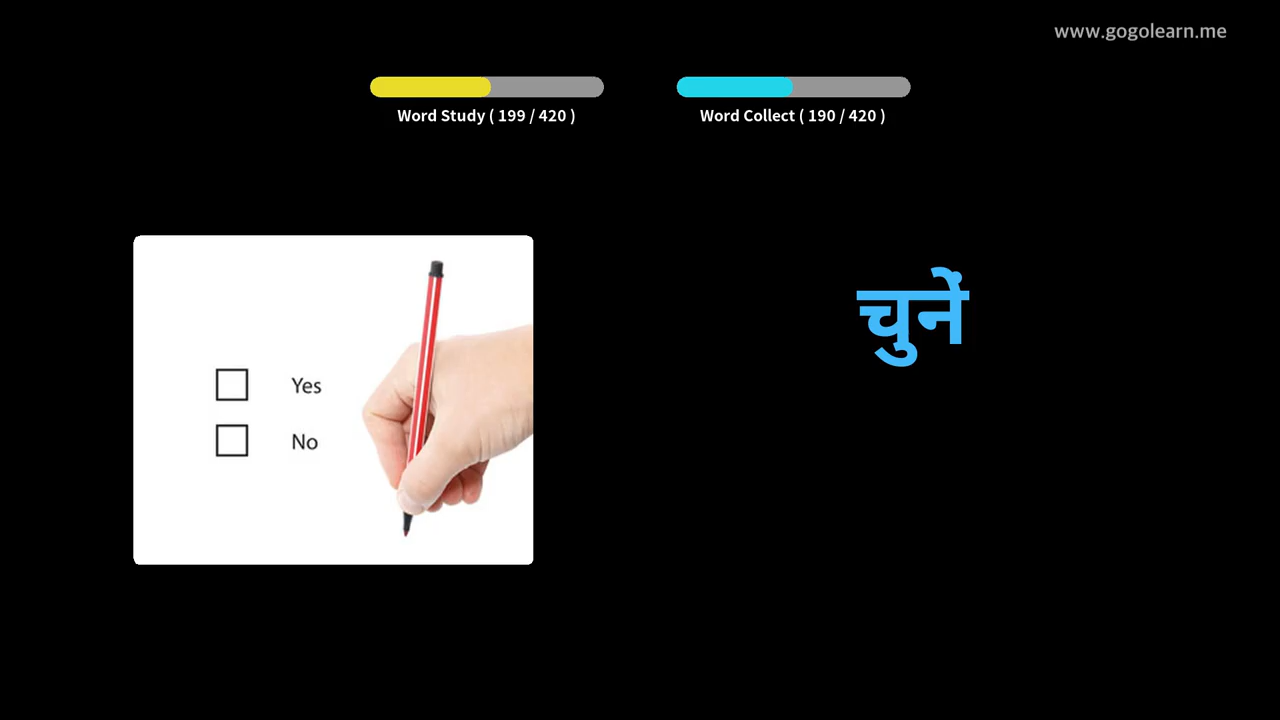 www.gogolearn.me
Word Study ( 199 / 420 )
Word Collect ( 190 / 420 )
चुनें
Yes
No